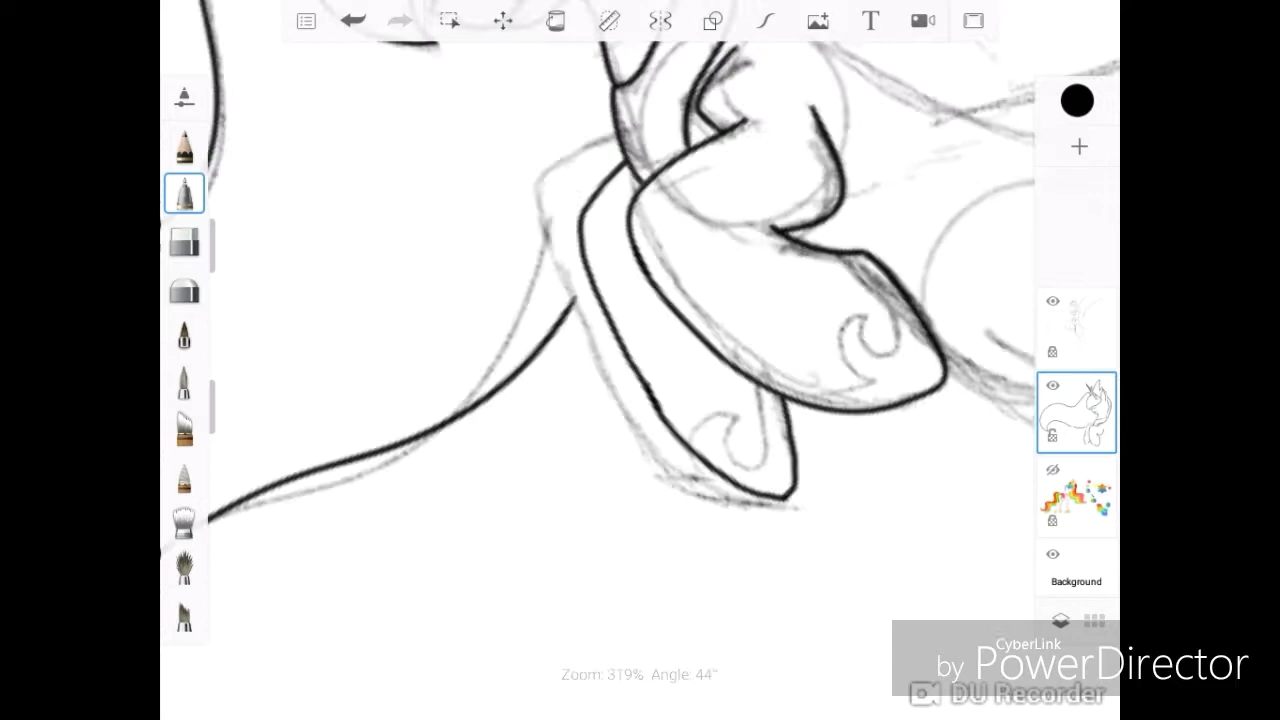 T
Zoom: 319%  Angle: 44°
Background
CyberLink
by PowerDirector
DU Recorder